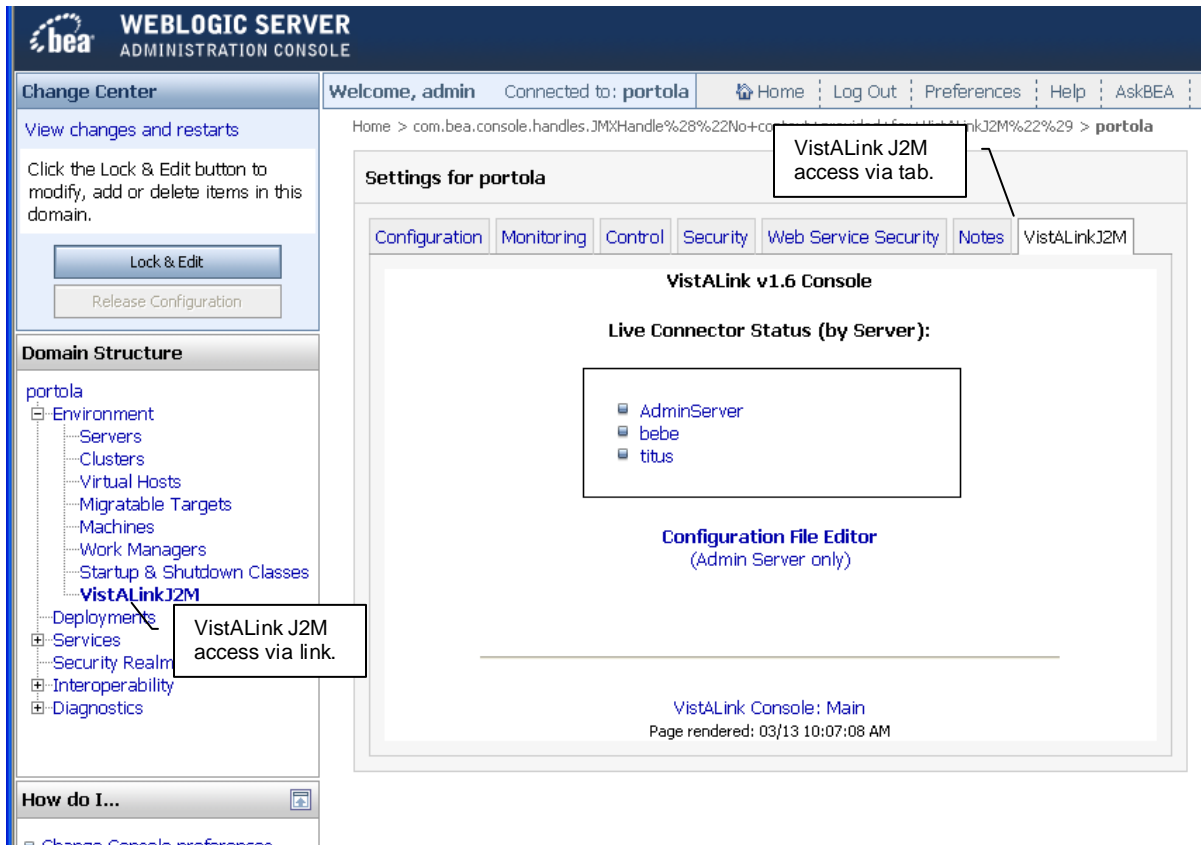 bea
WEBLOGIC SERVER
ADMINISTRATION CONSOLE
Change Center
View changes and restarts
Click the Lock & Edit button to
modify, add or delete items in this
domain.
Lock & Edit
Release Configuration
Domain Structure
portola
Environment
Servers
Clusters
Virtual Hosts
Migratable Targets
Machines
Work Managers
Startup & Shutdown Classes
VistALinkJ2M
Deployments
Services
Security Realm
Interoperability
Diagnostics
VistALink J2M
access via link.
How do I...
Change Console preferences
Welcome, admin Connected to: portola Home Log Out Preferences Help AskBEA
Home > com.bea.console.handles.JMXHandle%28%22No+ J2M%22%29 > portola
VistALink J2M
access via tab.
Settings for portola
Configuration Monitoring Control Security Web Service Security Notes VistALinkJ2M
VistALink v1.6 Console
Live Connector Status (by Server):
AdminServer
bebe
titus
Configuration File Editor
(Admin Server only)
VistALink Console: Main
Page rendered: 03/13 10:07:08 AM